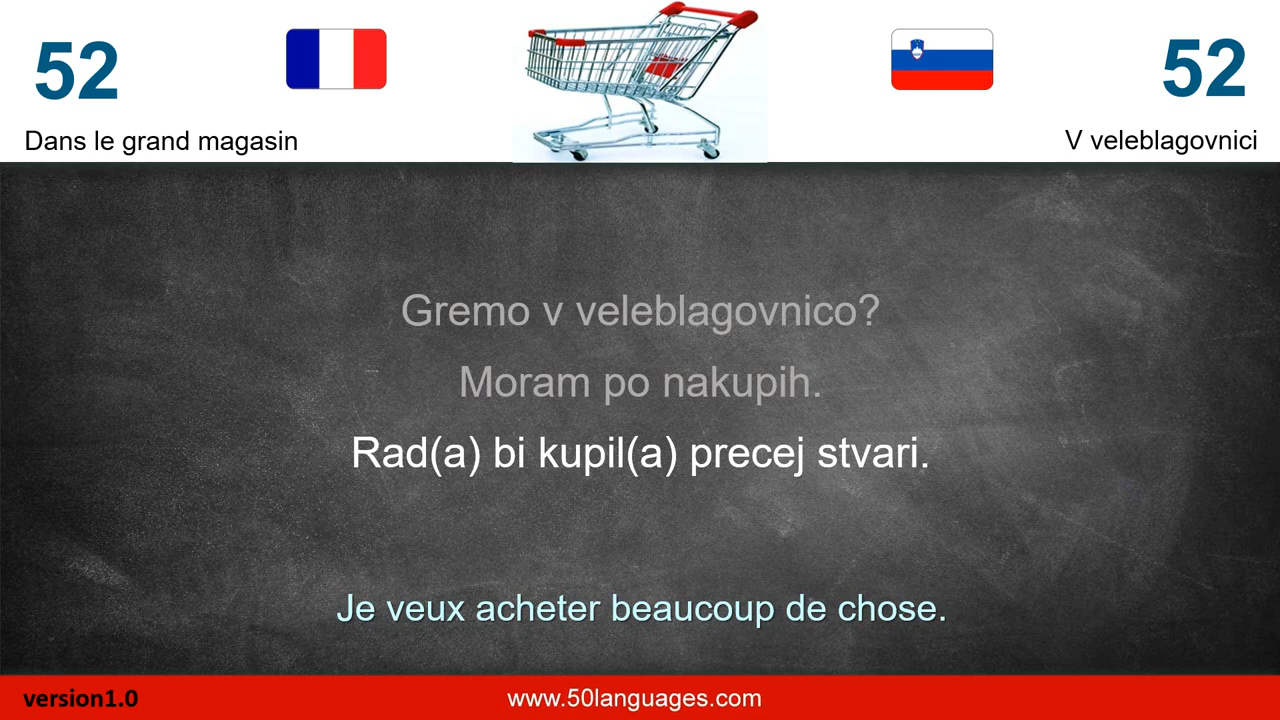 52
52
Dans le grand magasin
V veleblagovnici
Gremo v veleblagovnico?
Moram po nakupih.
Rad(a) bi kupil(a) precej stvari.
Je veux acheter beaucoup de chose.
version1.0
www.50languages.com